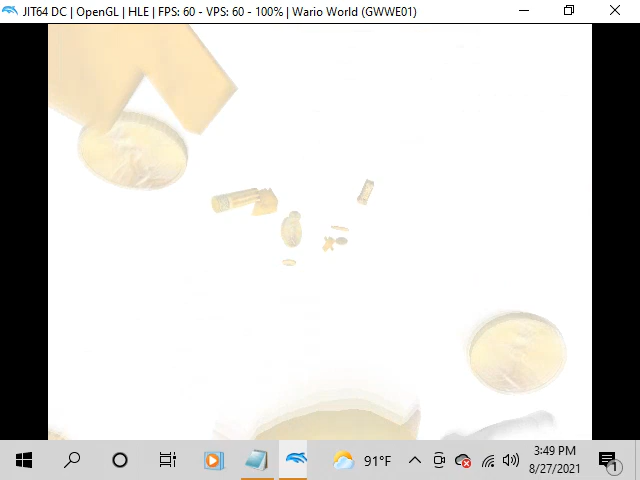 JIT64 DC | OpenGL | HLE | FPS: 60 - VPS: 60 - 100% | Wario World (GWWE01)
91°F
3:49 PM
8/27/2021
1